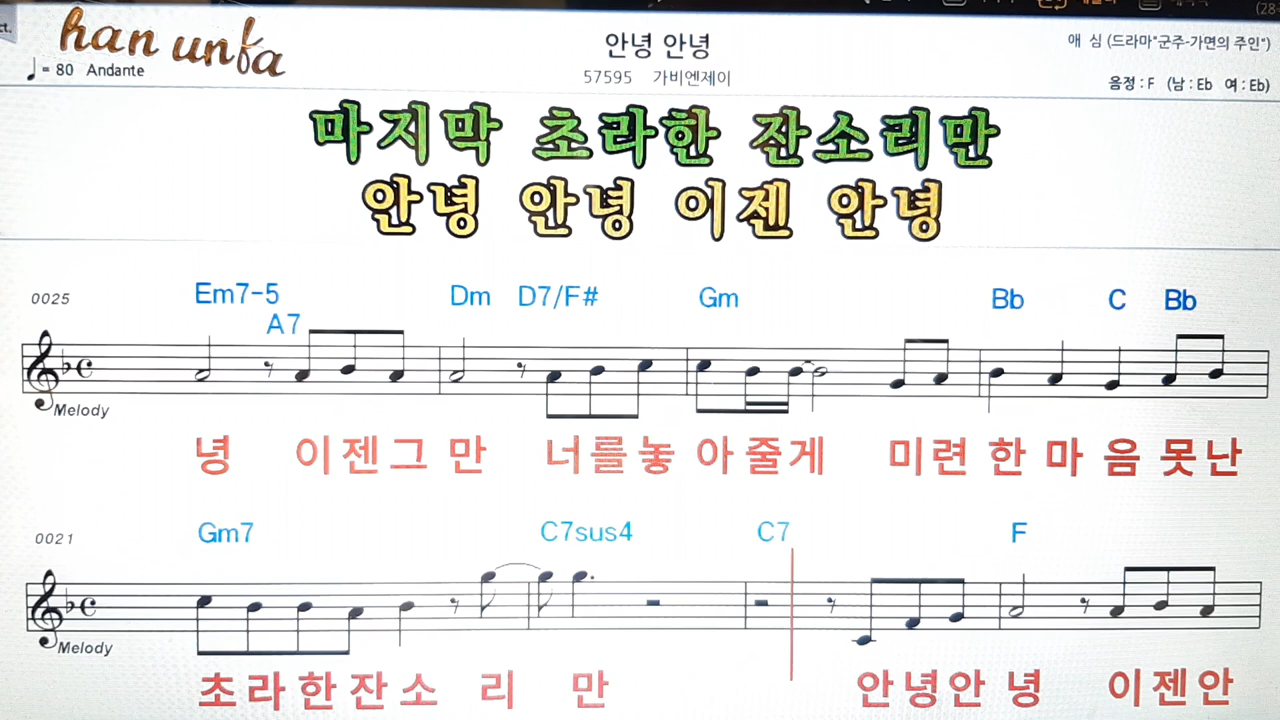 han unfa
안녕 안녕
애 심 (드라마"군주-가면의 주인")
♩= 80 Andante
57595 가비엔제이
음정 : F (남 : Eb 여 : Eb)
마지막 초라한 잔소리만
안녕 안녕 이젠 안녕
0025 Em7-5 A7 Dm D7/F# Gm Bb C Bb
Melody
녕 이젠그 만 너를놓 아줄게 미련 한 마 음 못난
0021 Gm7 C7sus4 C7 F
Melody
초라한잔소 리 만 안녕안 녕 이젠안